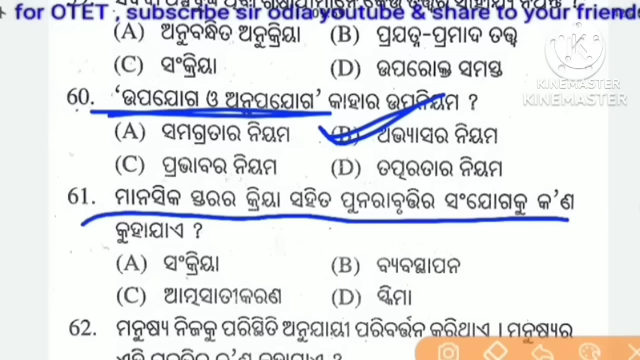 for OTET, subscribe sir odia youtube & share to your friends
(A) ଅନୁବନ୍ଧିତ ଅନୁକ୍ରିୟା (B) ପ୍ରଯତ୍ନ-ପ୍ରମାଦ ତତ୍ତ୍ୱ
(C) ସଂକ୍ରିୟା (D) ଉପରୋକ୍ତ ସମସ୍ତ
KINEMASTER
KINEMASTER
60. ‘ଉପଯୋଗ ଓ ଅନୁପଯୋଗ’ କାହାର ଉପନିୟମ ?
(A) ସମଗ୍ରତାର ନିୟମ (B) ଅଭ୍ୟାସର ନିୟମ
(C) ପ୍ରଭାବର ନିୟମ (D) ତତ୍ପରତାର ନିୟମ
61. ମାନସିକ ସ୍ତରର କ୍ରିୟା ସହିତ ପୁନରାବୃତ୍ତିର ସଂଯୋଗକୁ କ’ଣ
କୁହାଯାଏ ?
(A) ସଂକ୍ରିୟା (B) ବ୍ୟବସ୍ଥାପନ
(C) ଆତ୍ମସାତୀକରଣ (D) ସ୍କିମା
62. ମନୁଷ୍ୟ ନିଜକୁ ପରିସ୍ଥିତି ଅନୁଯାୟୀ ପରିବର୍ତ୍ତନ କରିଥାଏ । ମନୁଷ୍ୟର